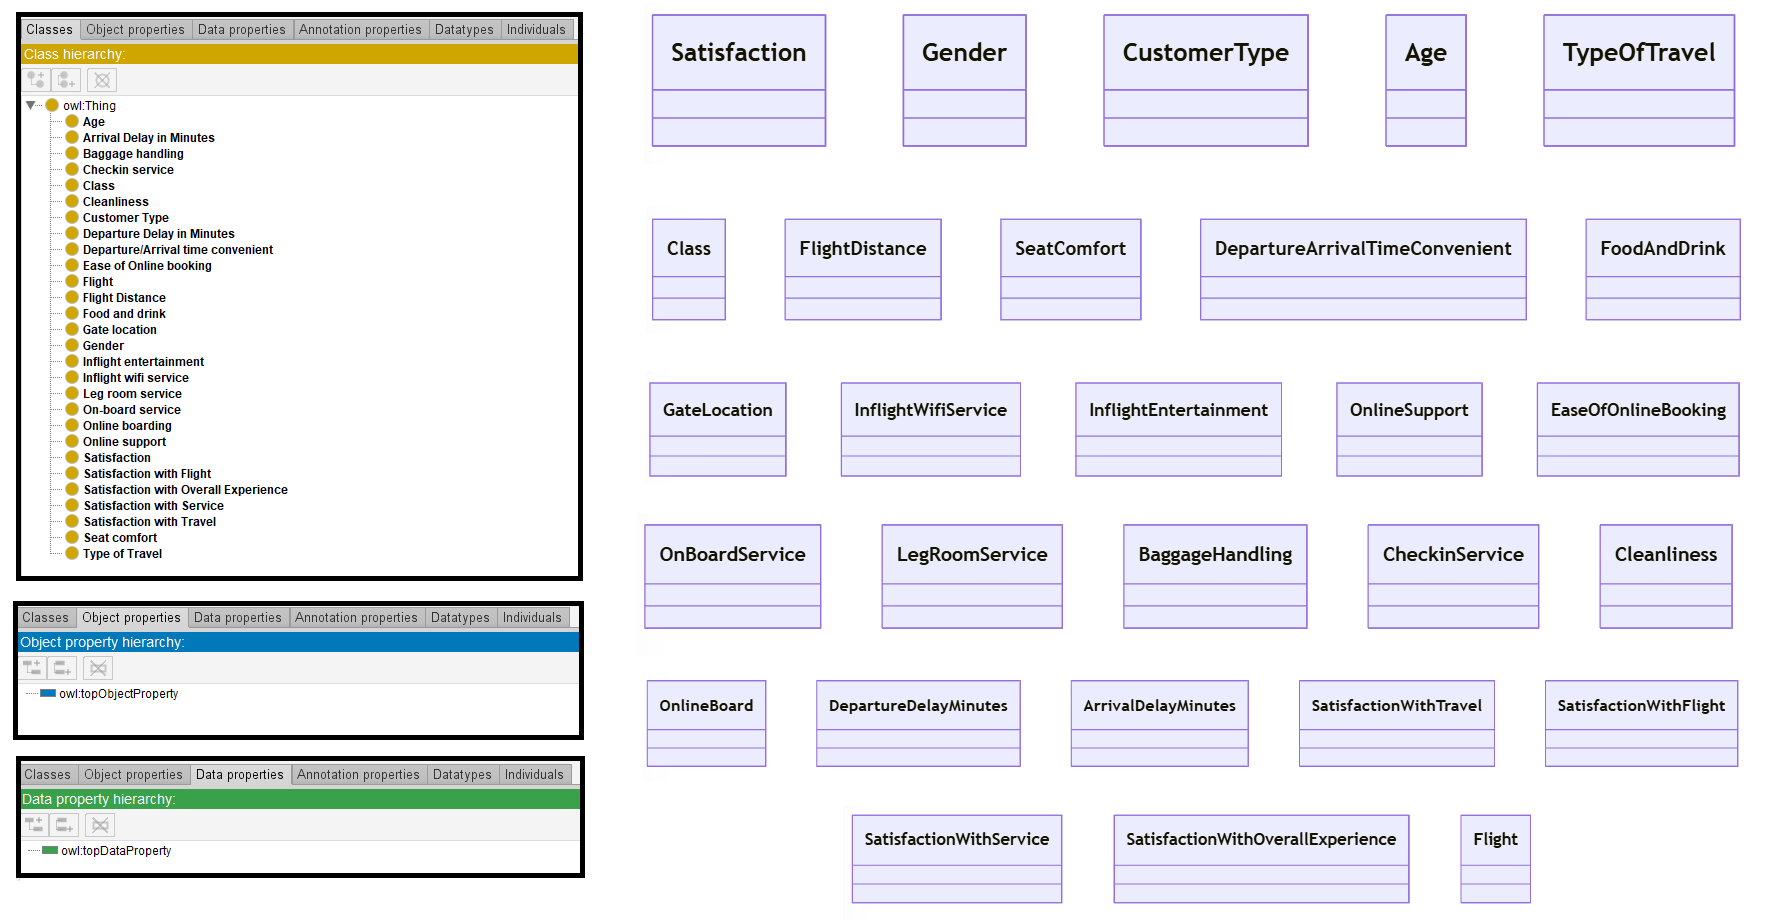 Classes Object properties Data properties Annotation properties Datatypes Individuals
Class hierarchy:
owl:Thing
Age
Arrival Delay in Minutes
Baggage handling
Checkin service
Class
Cleanliness
Customer Type
Departure Delay in Minutes
Departure/Arrival time convenient
Ease of Online booking
Flight
Flight Distance
Food and drink
Gate location
Gender
Inflight entertainment
Inflight wifi service
Leg room service
On-board service
Online boarding
Online support
Satisfaction
Satisfaction with Flight
Satisfaction with Overall Experience
Satisfaction with Service
Satisfaction with Travel
Seat comfort
Type of Travel
Classes Object properties Data properties Annotation properties Datatypes Individuals
Object property hierarchy:
owl:topObjectProperty
Classes Object properties Data properties Annotation properties Datatypes Individuals
Data property hierarchy:
owl:topDataProperty
Satisfaction Gender CustomerType Age TypeOfTravel
Class FlightDistance SeatComfort DepartureArrivalTimeConvenient FoodAndDrink
GateLocation InflightWifiService InflightEntertainment OnlineSupport EaseOfOnlineBooking
OnBoardService LegRoomService BaggageHandling CheckinService Cleanliness
OnlineBoard DepartureDelayMinutes ArrivalDelayMinutes SatisfactionWithTravel SatisfactionWithFlight
SatisfactionWithService SatisfactionWithOverallExperience Flight